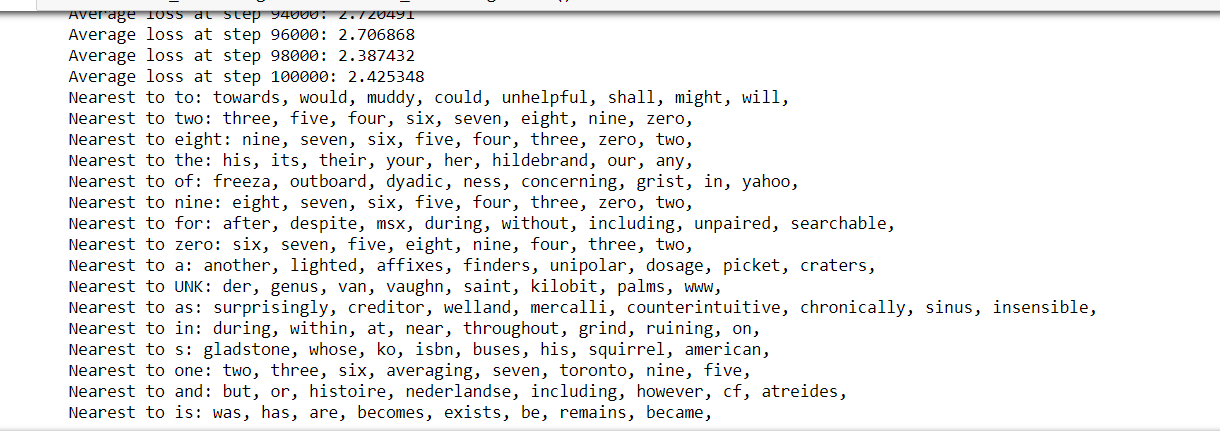 Average loss at step 94000: 2.720491
Average loss at step 96000: 2.706868
Average loss at step 98000: 2.387432
Average loss at step 100000: 2.425348
Nearest to to: towards, would, muddy, could, unhelpful, shall, might, will,
Nearest to two: three, five, four, six, seven, eight, nine, zero,
Nearest to eight: nine, seven, six, five, four, three, zero, two,
Nearest to the: his, its, their, your, her, hildebrand, our, any,
Nearest to of: freeza, outboard, dyadic, ness, concerning, grist, in, yahoo,
Nearest to nine: eight, seven, six, five, four, three, zero, two,
Nearest to for: after, despite, msx, during, without, including, unpaired, searchable,
Nearest to zero: six, seven, five, eight, nine, four, three, two,
Nearest to a: another, lighted, affixes, finders, unipolar, dosage, picket, craters,
Nearest to UNK: der, genus, van, vaughn, saint, kilobit, palms, www,
Nearest to as: surprisingly, creditor, welland, mercalli, counterintuitive, chronically, sinus, insensible,
Nearest to in: during, within, at, near, throughout, grind, ruining, on,
Nearest to s: gladstone, whose, ko, isbn, buses, his, squirrel, american,
Nearest to one: two, three, six, averaging, seven, toronto, nine, five,
Nearest to and: but, or, histoire, nederlandse, including, however, cf, atreides,
Nearest to is: was, has, are, becomes, exists, be, remains, became,